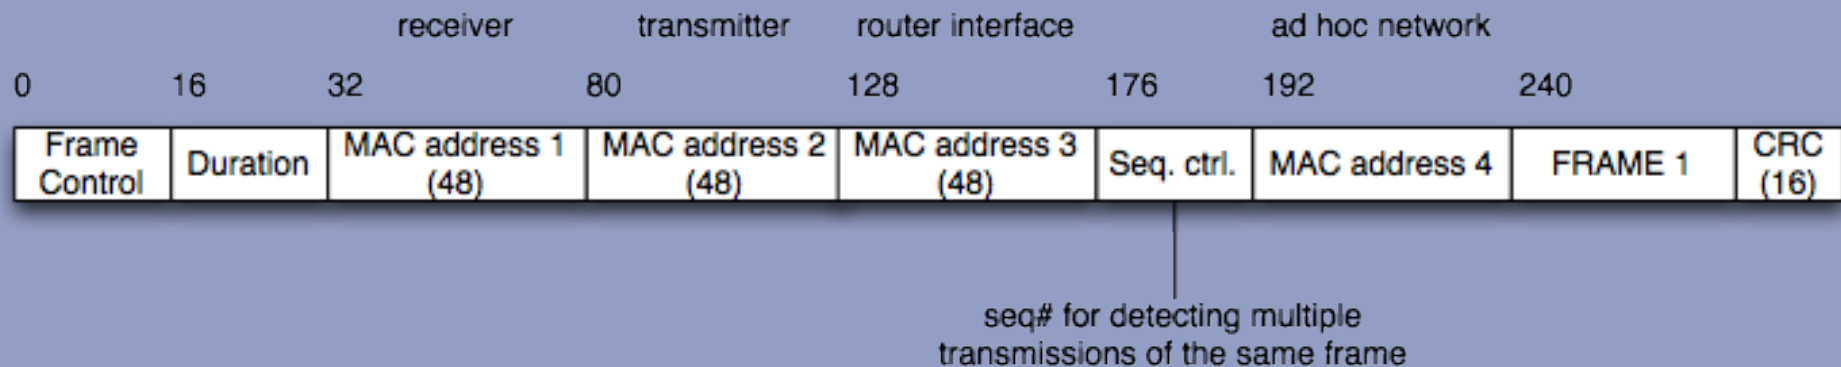 receiver transmitter router interface ad hoc network
0 16 32 80 128 176 192 240
Frame Control
Duration
MAC address 1
(48)
MAC address 2
(48)
MAC address 3
(48)
Seq. ctrl.
MAC address 4
FRAME 1
CRC
(16)
seq# for detecting multiple
transmissions of the same frame